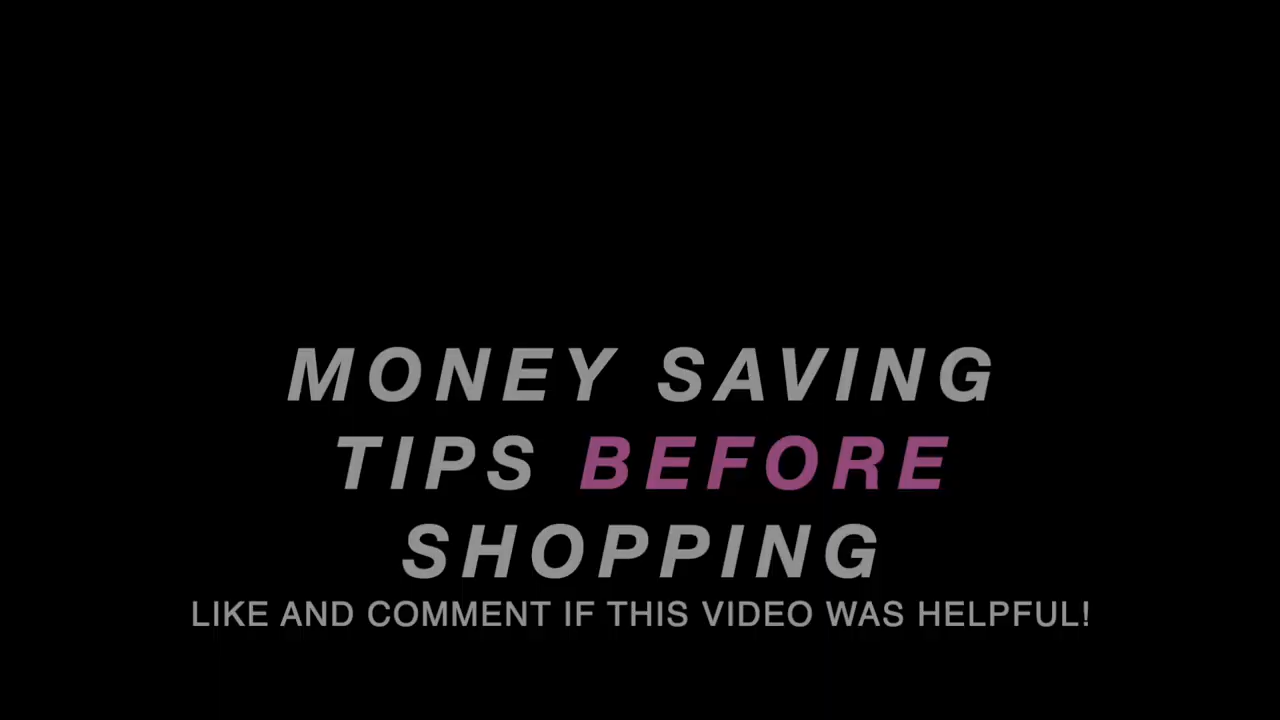 MONEY SAVING
TIPS BEFORE
SHOPPING
LIKE AND COMMENT IF THIS VIDEO WAS HELPFUL!